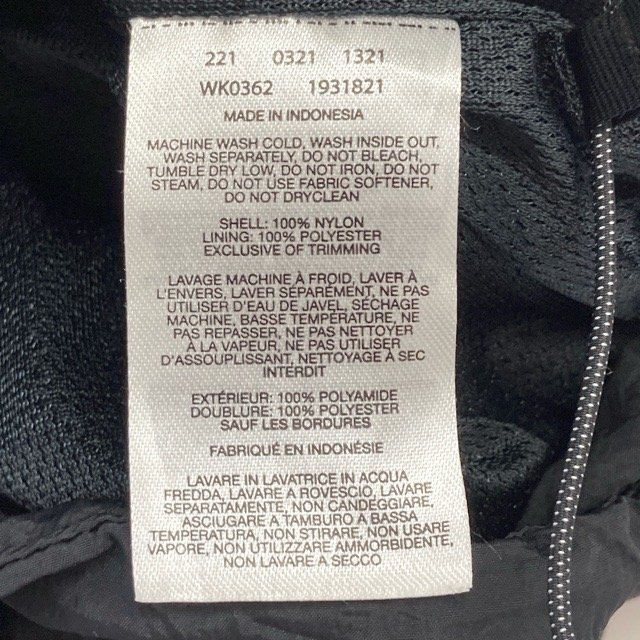 221 0321 1321
WK0362 1931821
MADE IN INDONESIA
MACHINE WASH COLD, WASH INSIDE OUT,
WASH SEPARATELY, DO NOT BLEACH,
TUMBLE DRY LOW, DO NOT IRON, DO NOT
STEAM, DO NOT USE FABRIC SOFTENER,
DO NOT DRYCLEAN
SHELL: 100% NYLON
LINING: 100% POLYESTER
EXCLUSIVE OF TRIMMING
LAVAGE MACHINE À FROID, LAVER À
L'ENVERS, LAVER SÉPARÉMENT, NE PAS
UTILISER D'EAU DE JAVEL, SÉCHAGE
MACHINE, BASSE TEMPÉRATURE, NE
PAS REPASSER, NE PAS NETTOYER
À LA VAPEUR, NE PAS UTILISER
D'ASSOUPLISSANT, NETTOYAGE À SEC
INTERDIT
EXTÉRIEUR: 100% POLYAMIDE
DOUBLURE: 100% POLYESTER
SAUF LES BORDURES
FABRIQUÉ EN INDONÉSIE
LAVARE IN LAVATRICE IN ACQUA
FREDDA, LAVARE A ROVESCIO, LAVARE
SEPARATAMENTE, NON CANDEGGIARE,
ASCIUGARE A TAMBURO A BASSA
TEMPERATURA, NON STIRARE, NON USARE
VAPORE, NON UTILIZZARE AMMORBIDENTE,
NON LAVARE A SECCO